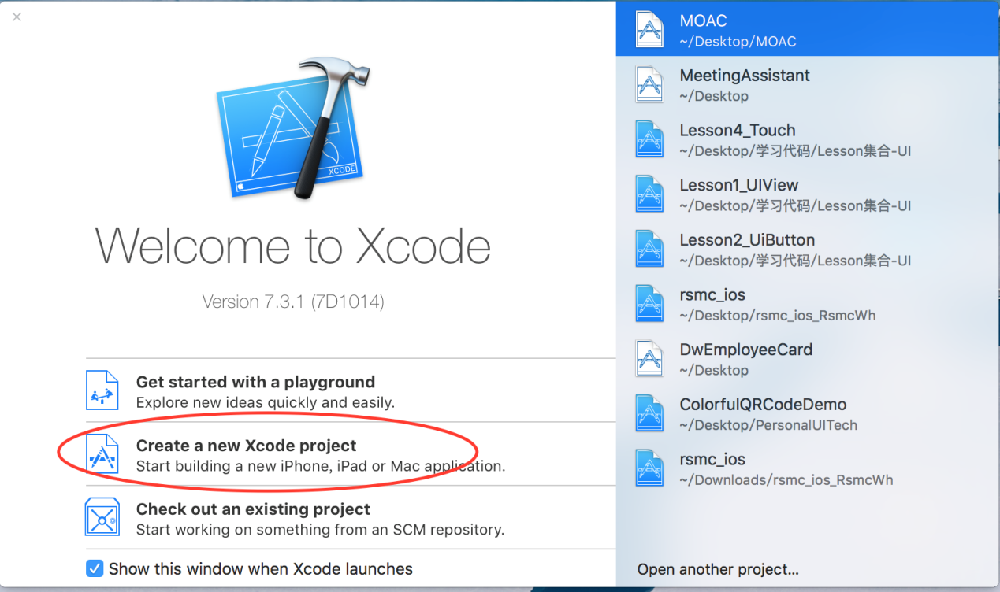 XCODE
Welcome to Xcode
Version 7.3.1 (7D1014)
Get started with a playground
Explore new ideas quickly and easily.
Create a new Xcode project
Start building a new iPhone, iPad or Mac application.
Check out an existing project
Start working on something from an SCM repository.
Show this window when Xcode launches
MOAC
~/Desktop/MOAC
MeetingAssistant
~/Desktop
Lesson4_Touch
~/Desktop/学习代码/Lesson集合-UI
Lesson1_UIView
~/Desktop/学习代码/Lesson集合-UI
Lesson2_UiButton
~/Desktop/学习代码/Lesson集合-UI
rsmc_ios
~/Desktop/rsmc_ios_RsmcWh
DwEmployeeCard
~/Desktop
ColorfulQRCodeDemo
~/Desktop/PersonalUITech
rsmc_ios
~/Downloads/rsmc_ios_RsmcWh
Open another project...